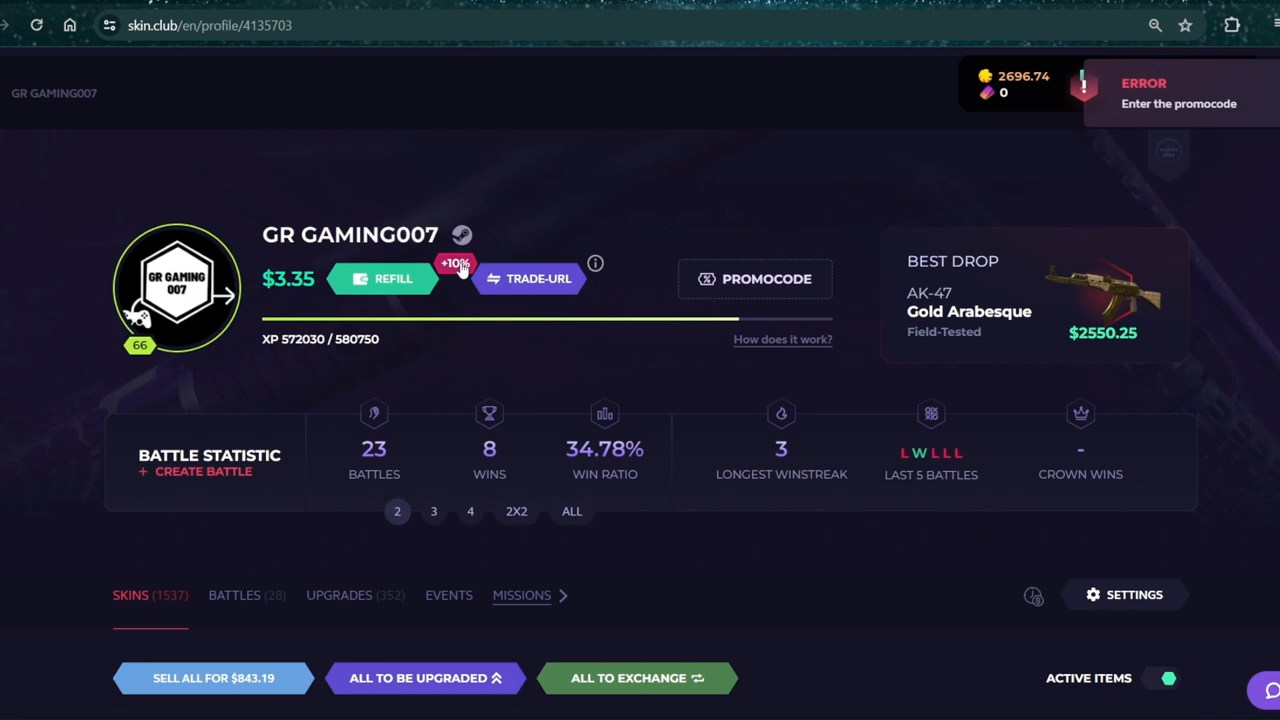 skin.club/en/profile/4135703
GR GAMING007
2696.74
0
ERROR
Enter the promocode
GR GAMING
007
66
GR GAMING007
$3.35
REFILL
+10%
TRADE-URL
PROMOCODE
XP 572030 / 580750
How does it work?
BEST DROP
AK-47
Gold Arabesque
Field-Tested
$2550.25
BATTLE STATISTIC
+ CREATE BATTLE
23
BATTLES
8
WINS
34.78%
WIN RATIO
3
LONGEST WINSTREAK
L W L L L
LAST 5 BATTLES
-
CROWN WINS
2 3 4 2X2 ALL
SKINS (1537) BATTLES (28) UPGRADES (352) EVENTS MISSIONS
SETTINGS
SELL ALL FOR $843.19
ALL TO BE UPGRADED
ALL TO EXCHANGE
ACTIVE ITEMS